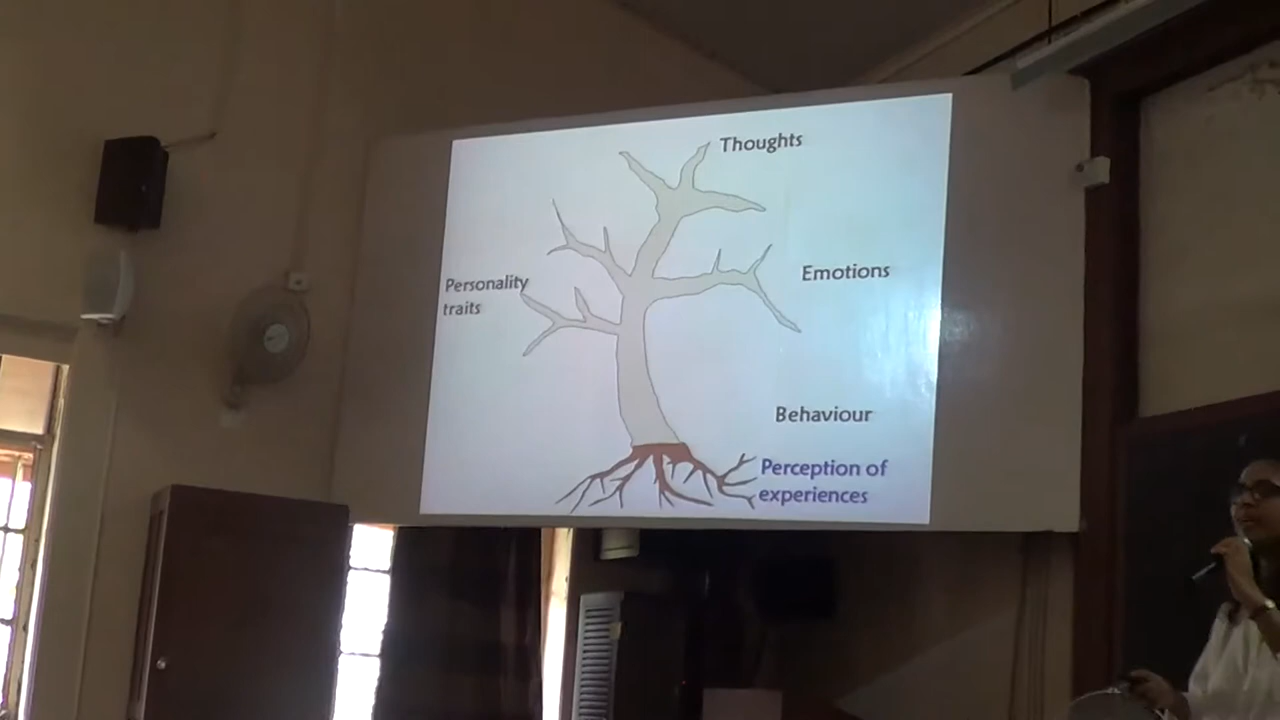 Thoughts
Emotions
Personality
traits
Behaviour
Perception of
experiences